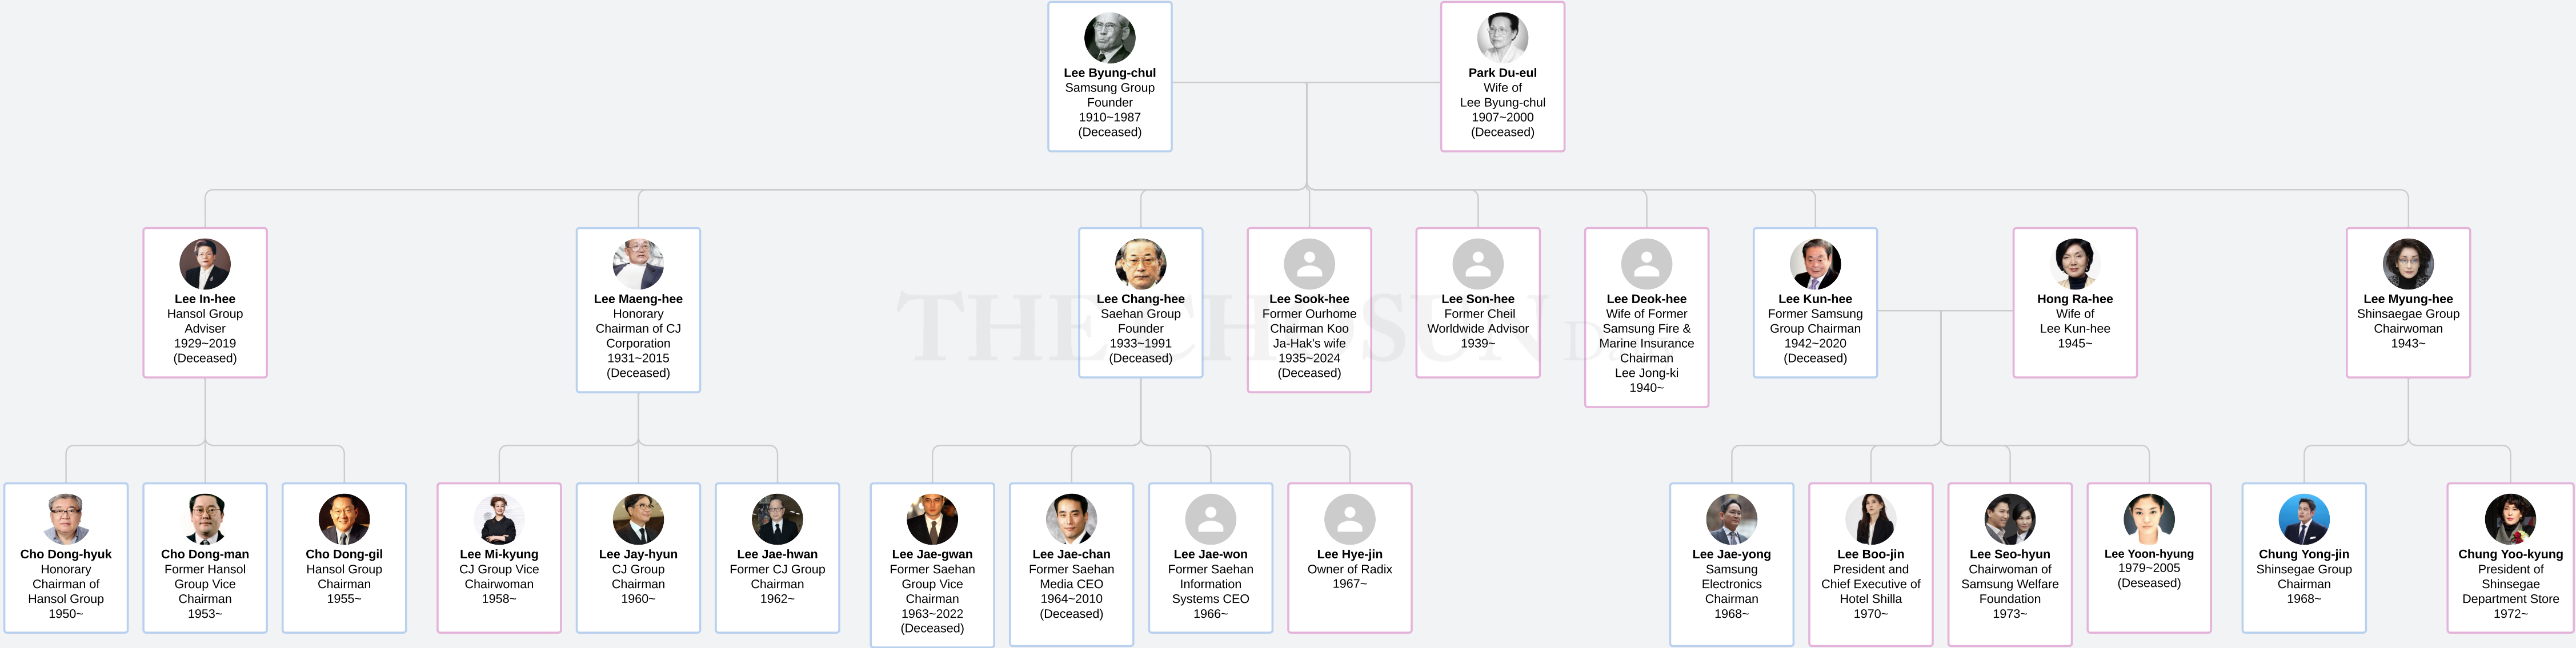 Lee Byung-chul
Samsung Group
Founder
1910~1987
(Deceased)
Park Du-eul
Wife of
Lee Byung-chul
1907~2000
(Deceased)
THE CHOSUN D
Lee In-hee
Hansol Group
Adviser
1929~2019
(Deceased)
Lee Maeng-hee
Honorary
Chairman of CJ
Corporation
1931~2015
(Deceased)
Lee Chang-hee
Saehan Group
Founder
1933~1991
(Deceased)
Lee Sook-hee
Former Ourhome
Chairman Koo
Ja-Hak's wife
1935~2024
(Deceased)
Lee Son-hee
Former Cheil
Worldwide Advisor
1939~
Lee Deok-hee
Wife of Former
Samsung Fire &
Marine Insurance
Chairman
Lee Jong-ki
1940~
Lee Kun-hee
Former Samsung
Group Chairman
1942~2020
(Deceased)
Hong Ra-hee
Wife of
Lee Kun-hee
1945~
Lee Myung-hee
Shinsaegae Group
Chairwoman
1943~
Cho Dong-hyuk
Honorary
Chairman of
Hansol Group
1950~
Cho Dong-man
Former Hansol
Group Vice
Chairman
1953~
Cho Dong-gil
Hansol Group
Chairman
1955~
Lee Mi-kyung
CJ Group Vice
Chairwoman
1958~
Lee Jay-hyun
CJ Group
Chairman
1960~
Lee Jae-hwan
Former CJ Group
Chairman
1962~
Lee Jae-gwan
Former Saehan
Group Vice
Chairman
1963~2022
(Deceased)
Lee Jae-chan
Former Saehan
Media CEO
1964~2010
(Deceased)
Lee Jae-won
Former Saehan
Information
Systems CEO
1966~
Lee Hye-jin
Owner of Radix
1967~
Lee Jae-yong
Samsung
Electronics
Chairman
1968~
Lee Boo-jin
President and
Chief Executive of
Hotel Shilla
1970~
Lee Seo-hyun
Chairwoman of
Samsung Welfare
Foundation
1973~
Lee Yoon-hyung
1979~2005
(Deseased)
Chung Yong-jin
Shinsegae Group
Chairman
1968~
Chung Yoo-kyung
President of
Shinsegae
Department Store
1972~